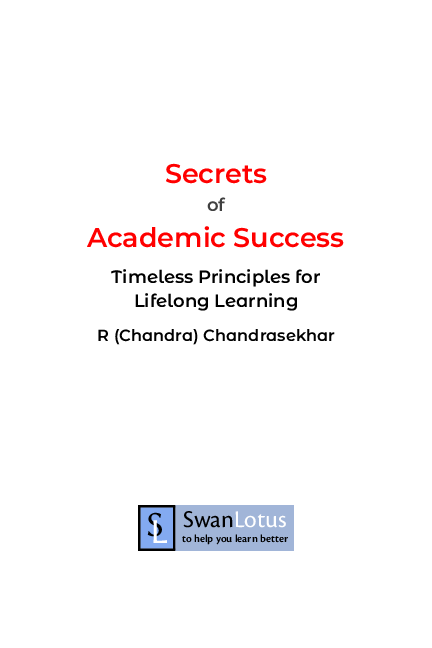 Secrets
of
Academic Success
Timeless Principles for
Lifelong Learning
R (Chandra) Chandrasekhar
SL
SwanLotus
to help you learn better